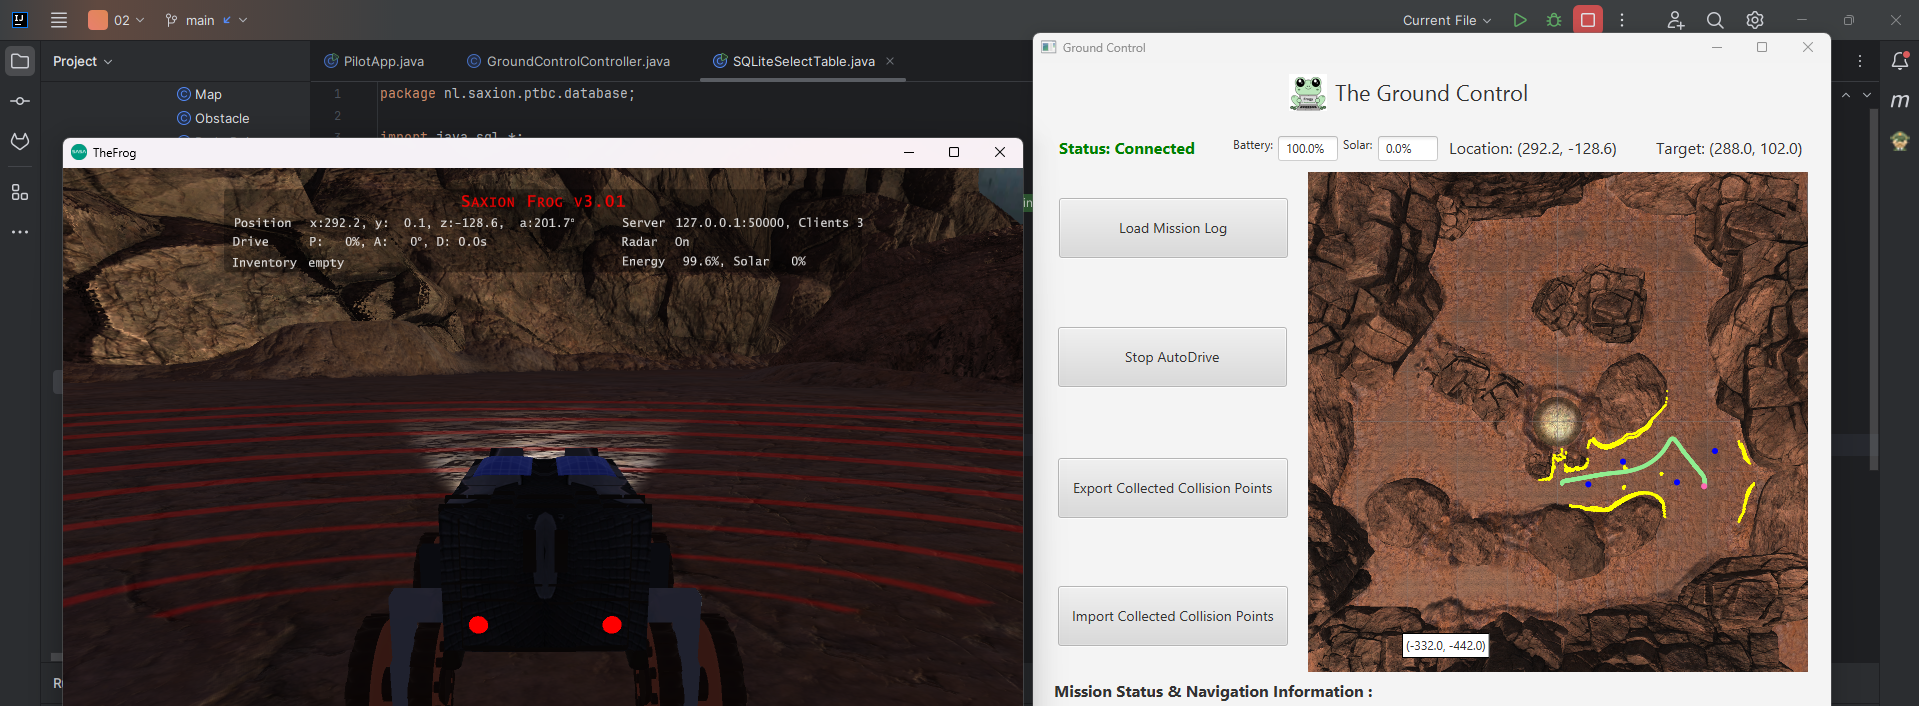 02
main
Current File
Project
PilotApp.java
GroundControlController.java
SQLiteSelectTable.java
Map
Obstacle
1
package nl.saxion.ptbc.database;
2
3
import java.sql.*;
TheFrog
SAXION FROG v3.01
Position x:292.2, y: 0.1, z:-128.6, a:201.7°
Server 127.0.0.1:50000, Clients 3
Drive P: 0%, A: 0°, D: 0.0s
Radar On
Inventory empty
Energy 99.6%, Solar 0%
in
Ground Control
The Ground Control
Status: Connected
Battery: 100.0%
Solar: 0.0%
Location: (292.2, -128.6)
Target: (288.0, 102.0)
Load Mission Log
Stop AutoDrive
Export Collected Collision Points
Import Collected Collision Points
(-332.0, -442.0)
Mission Status & Navigation Information :